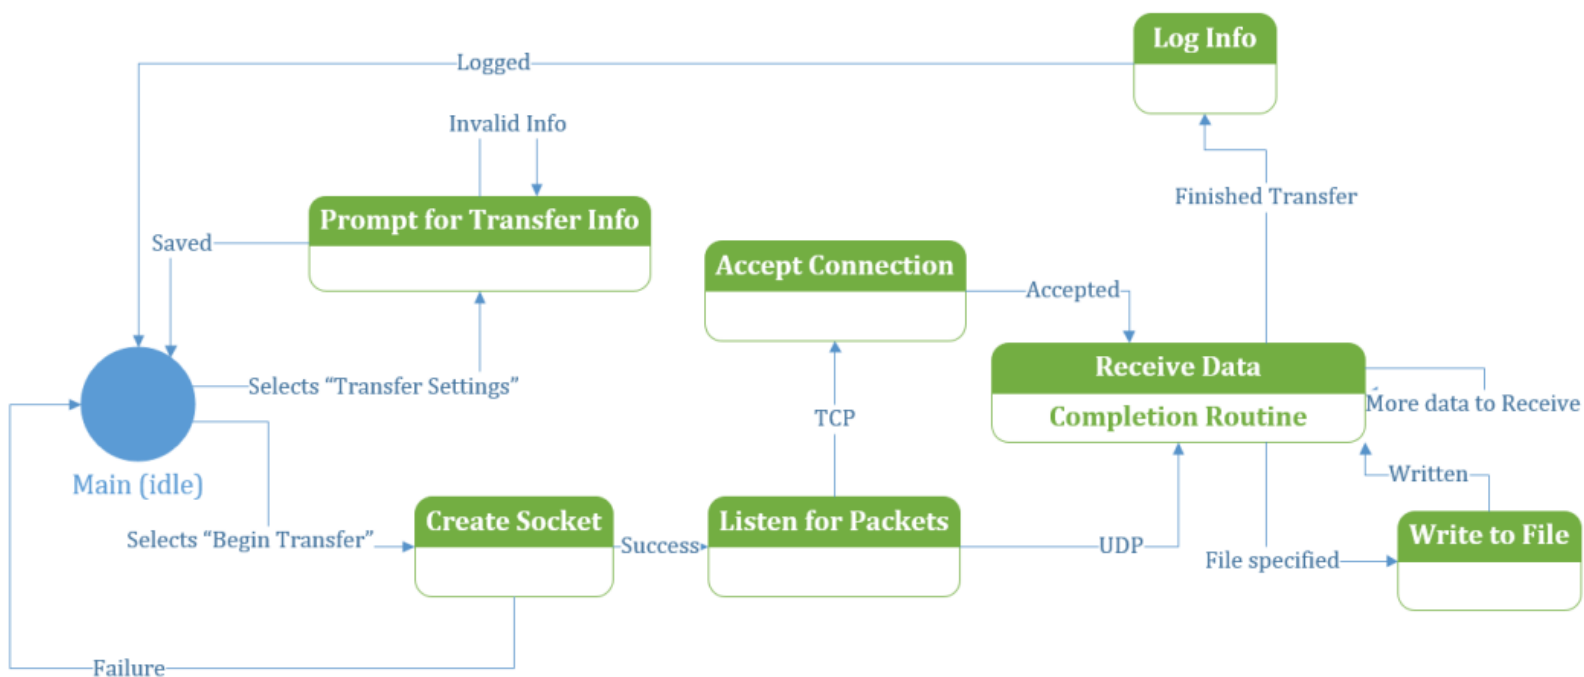 Log Info
Logged
Invalid Info
Finished Transfer
Prompt for Transfer Info
Saved
Accept Connection
Accepted
Receive Data
Completion Routine
Selects “Transfer Settings”
More data to Receive
TCP
Written
Main (idle)
Create Socket
Listen for Packets
Write to File
Selects “Begin Transfer”
Success
UDP
File specified
Failure